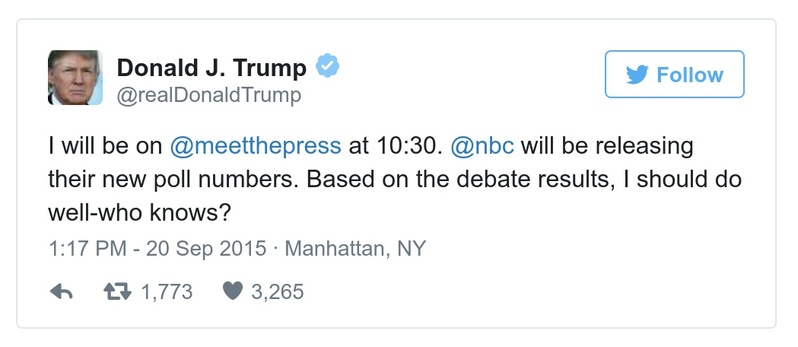 Donald J. Trump
@realDonaldTrump
Follow
I will be on @meetthepress at 10:30. @nbc will be releasing
their new poll numbers. Based on the debate results, I should do
well-who knows?
1:17 PM - 20 Sep 2015 · Manhattan, NY
1,773 3,265